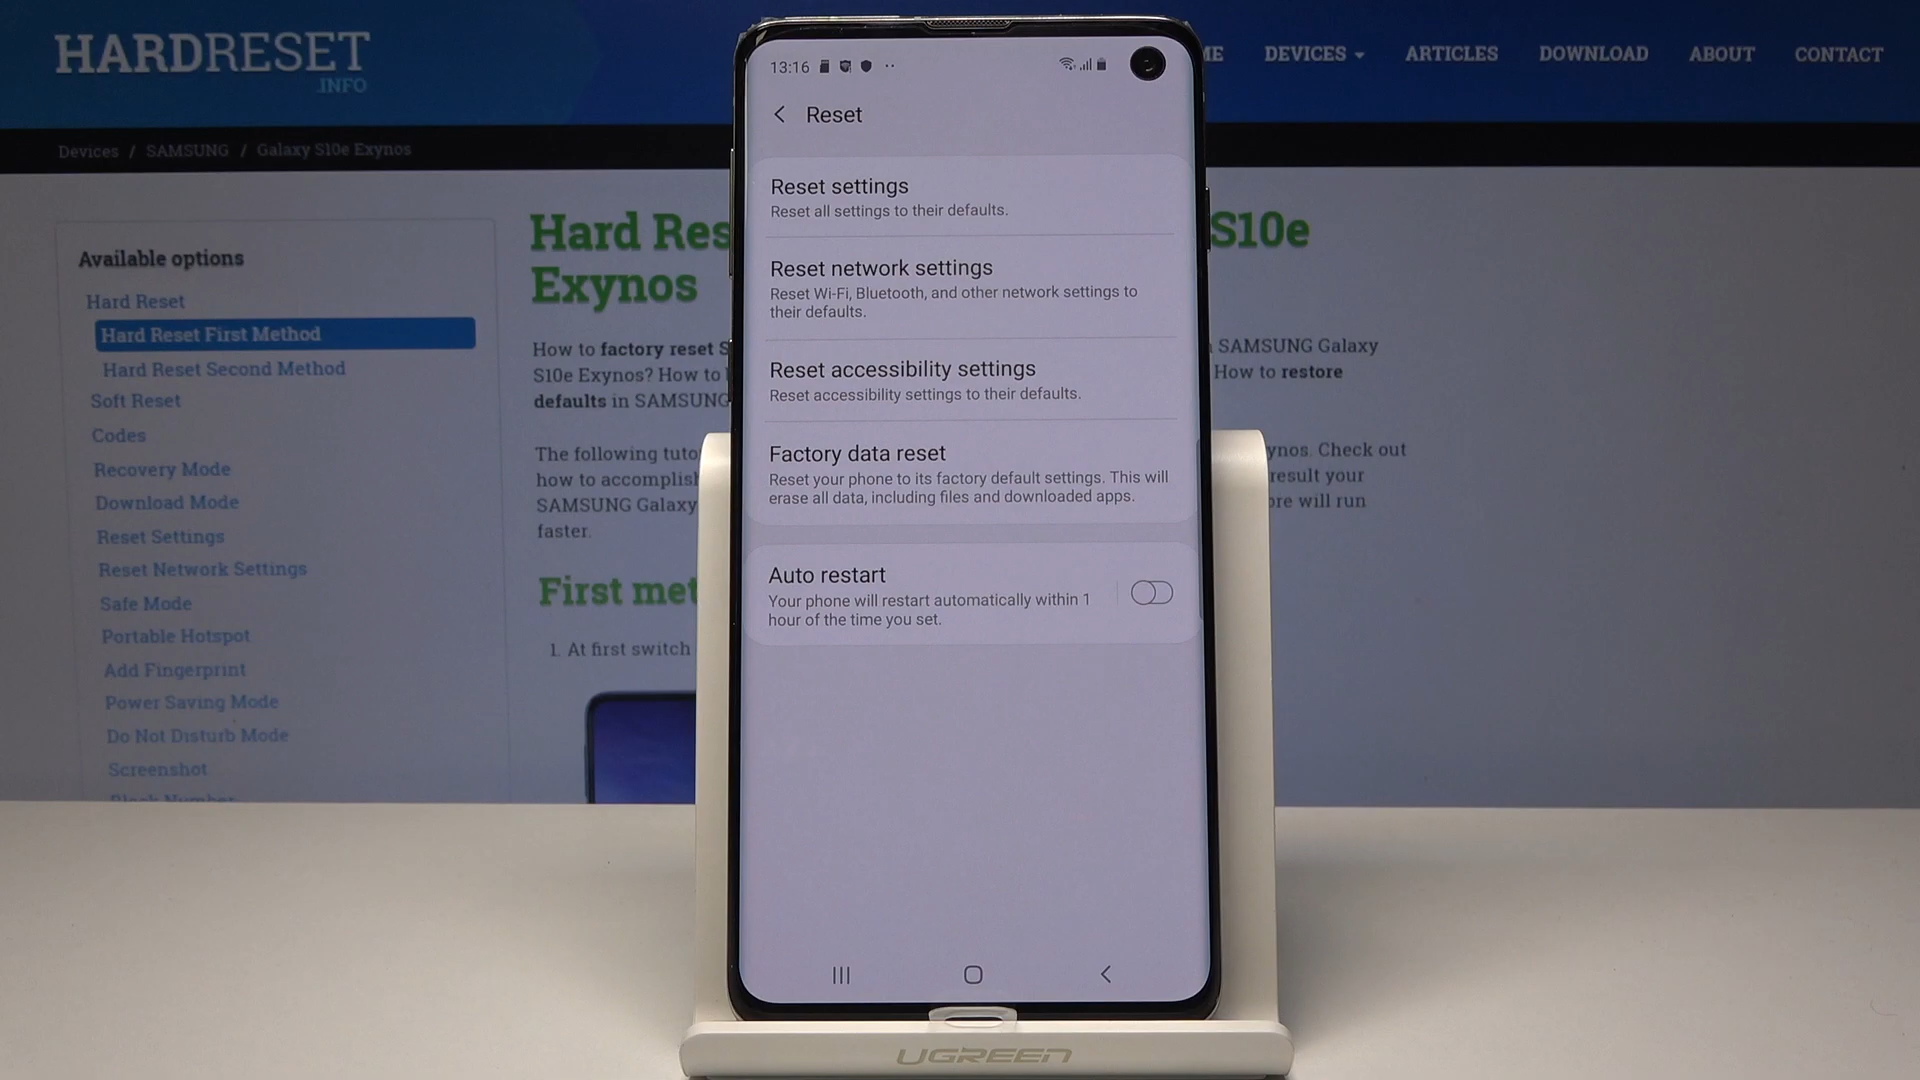 HARDRESET
.INFO
ME DEVICES ARTICLES DOWNLOAD ABOUT CONTACT
Devices / SAMSUNG / Galaxy S10e Exynos
Available options
Hard Reset
Hard Reset First Method
Hard Reset Second Method
Soft Reset
Codes
Recovery Mode
Download Mode
Reset Settings
Reset Network Settings
Safe Mode
Portable Hotspot
Add Fingerprint
Power Saving Mode
Do Not Disturb Mode
Screenshot
Block Number
Hard Res S10e
Exynos
How to factory reset S SAMSUNG Galaxy
S10e Exynos? How to How to restore
defaults in SAMSUNG
The following tuto ynos. Check out
how to accomplish result your
SAMSUNG Galaxy ore will run
faster.
First met
1. At first switch
13:16
Reset
Reset settings
Reset all settings to their defaults.
Reset network settings
Reset Wi-Fi, Bluetooth, and other network settings to
their defaults.
Reset accessibility settings
Reset accessibility settings to their defaults.
Factory data reset
Reset your phone to its factory default settings. This will
erase all data, including files and downloaded apps.
Auto restart
Your phone will restart automatically within 1
hour of the time you set.
UGREEN